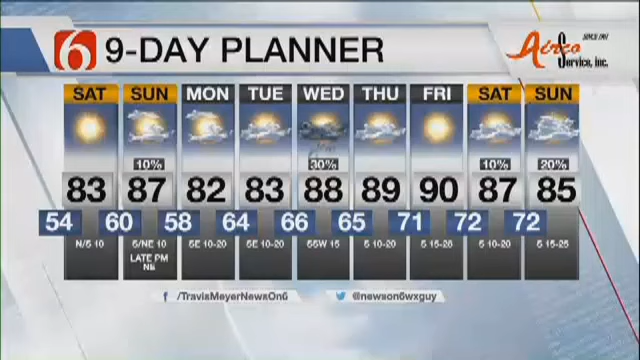 6 9-DAY PLANNER
Airco
Service, Inc.
SAT SUN MON TUE WED THU FRI SAT SUN
10% 30% 10% 20%
83 87 82 83 88 89 90 87 85
54 60 58 64 66 65 71 72 72
N/S 10 S/NE 10 SE 10-20 SE 10-20 SSW 15 S 10-20 S 15-25 S 10-20 S 15-25
LATE PM
NE
/TravisMeyerNewsOn6 @newson6wxguy